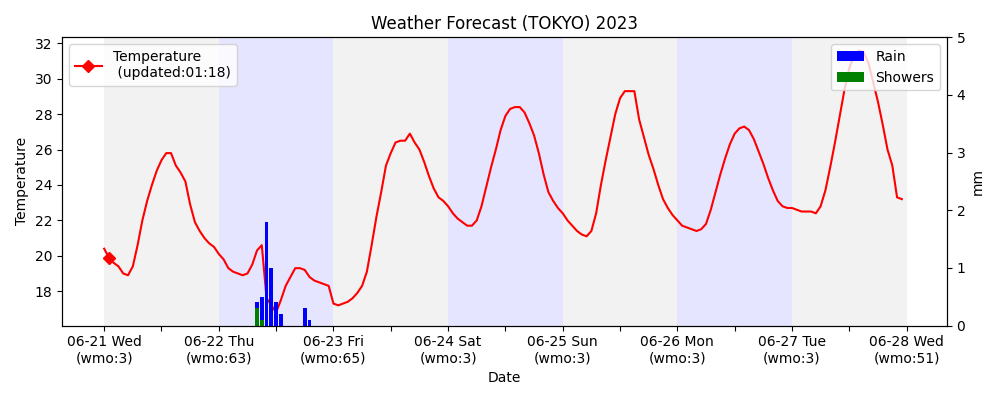 Weather Forecast (TOKYO) 2023
Temperature
(updated:01:18)
Rain
Showers
Temperature
32
30
28
26
24
22
20
18
5
4
3
2
1
0
mm
06-21 Wed
(wmo:3)
06-22 Thu
(wmo:63)
06-23 Fri
(wmo:65)
06-24 Sat
(wmo:3)
06-25 Sun
(wmo:3)
06-26 Mon
(wmo:3)
06-27 Tue
(wmo:3)
06-28 Wed
(wmo:51)
Date